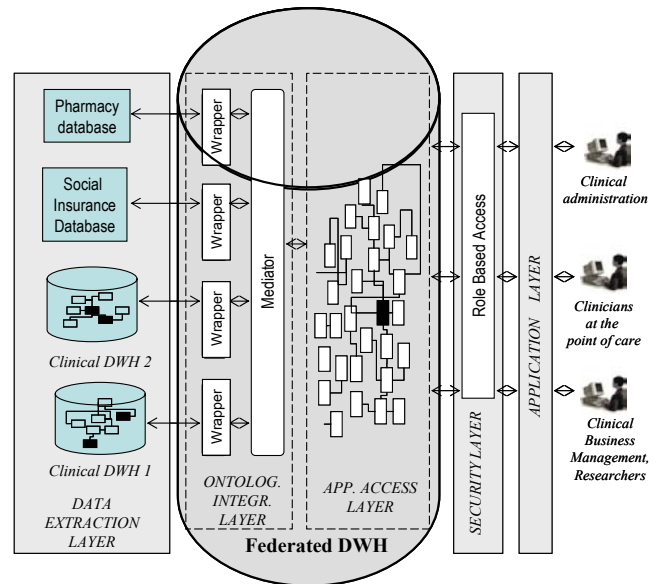 Pharmacy
database
Social
Insurance
Database
Clinical DWH 2
Clinical DWH 1
DATA
EXTRACTION
LAYER
Wrapper
Wrapper
Wrapper
Wrapper
Mediator
ONTOLOG.
INTEGR.
LAYER
APP. ACCESS
LAYER
Federated DWH
Role Based Access
SECURITY LAYER
APPLICATION LAYER
Clinical
administration
Clinicians
at the
point of care
Clinical
Business
Management,
Researchers